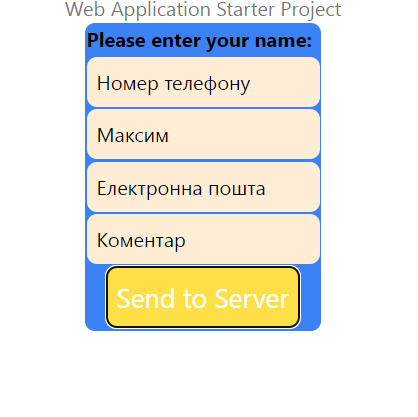 Web Application Starter Project
Please enter your name:
Номер телефону
Максим
Електронна пошта
Коментар
Send to Server